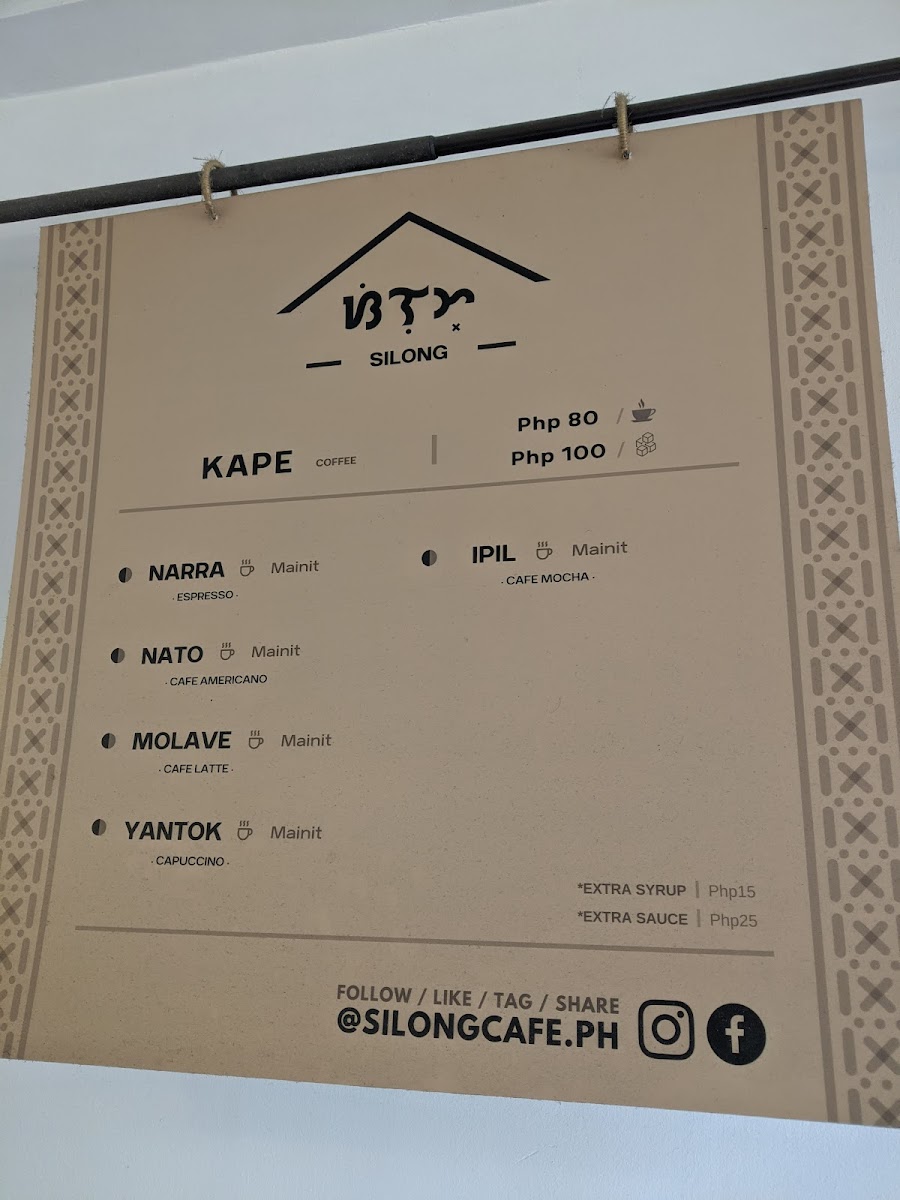 ᜐᜒᜎᜓᜅ᜔
SILONG
KAPE COFFEE
Php 80 /
Php 100 /
NARRA Mainit
· ESPRESSO ·
NATO Mainit
· CAFE AMERICANO
MOLAVE Mainit
· CAFE LATTE ·
YANTOK Mainit
· CAPUCCINO ·
IPIL Mainit
· CAFE MOCHA ·
*EXTRA SYRUP | Php15
*EXTRA SAUCE | Php25
FOLLOW / LIKE / TAG / SHARE
@SILONGCAFE.PH